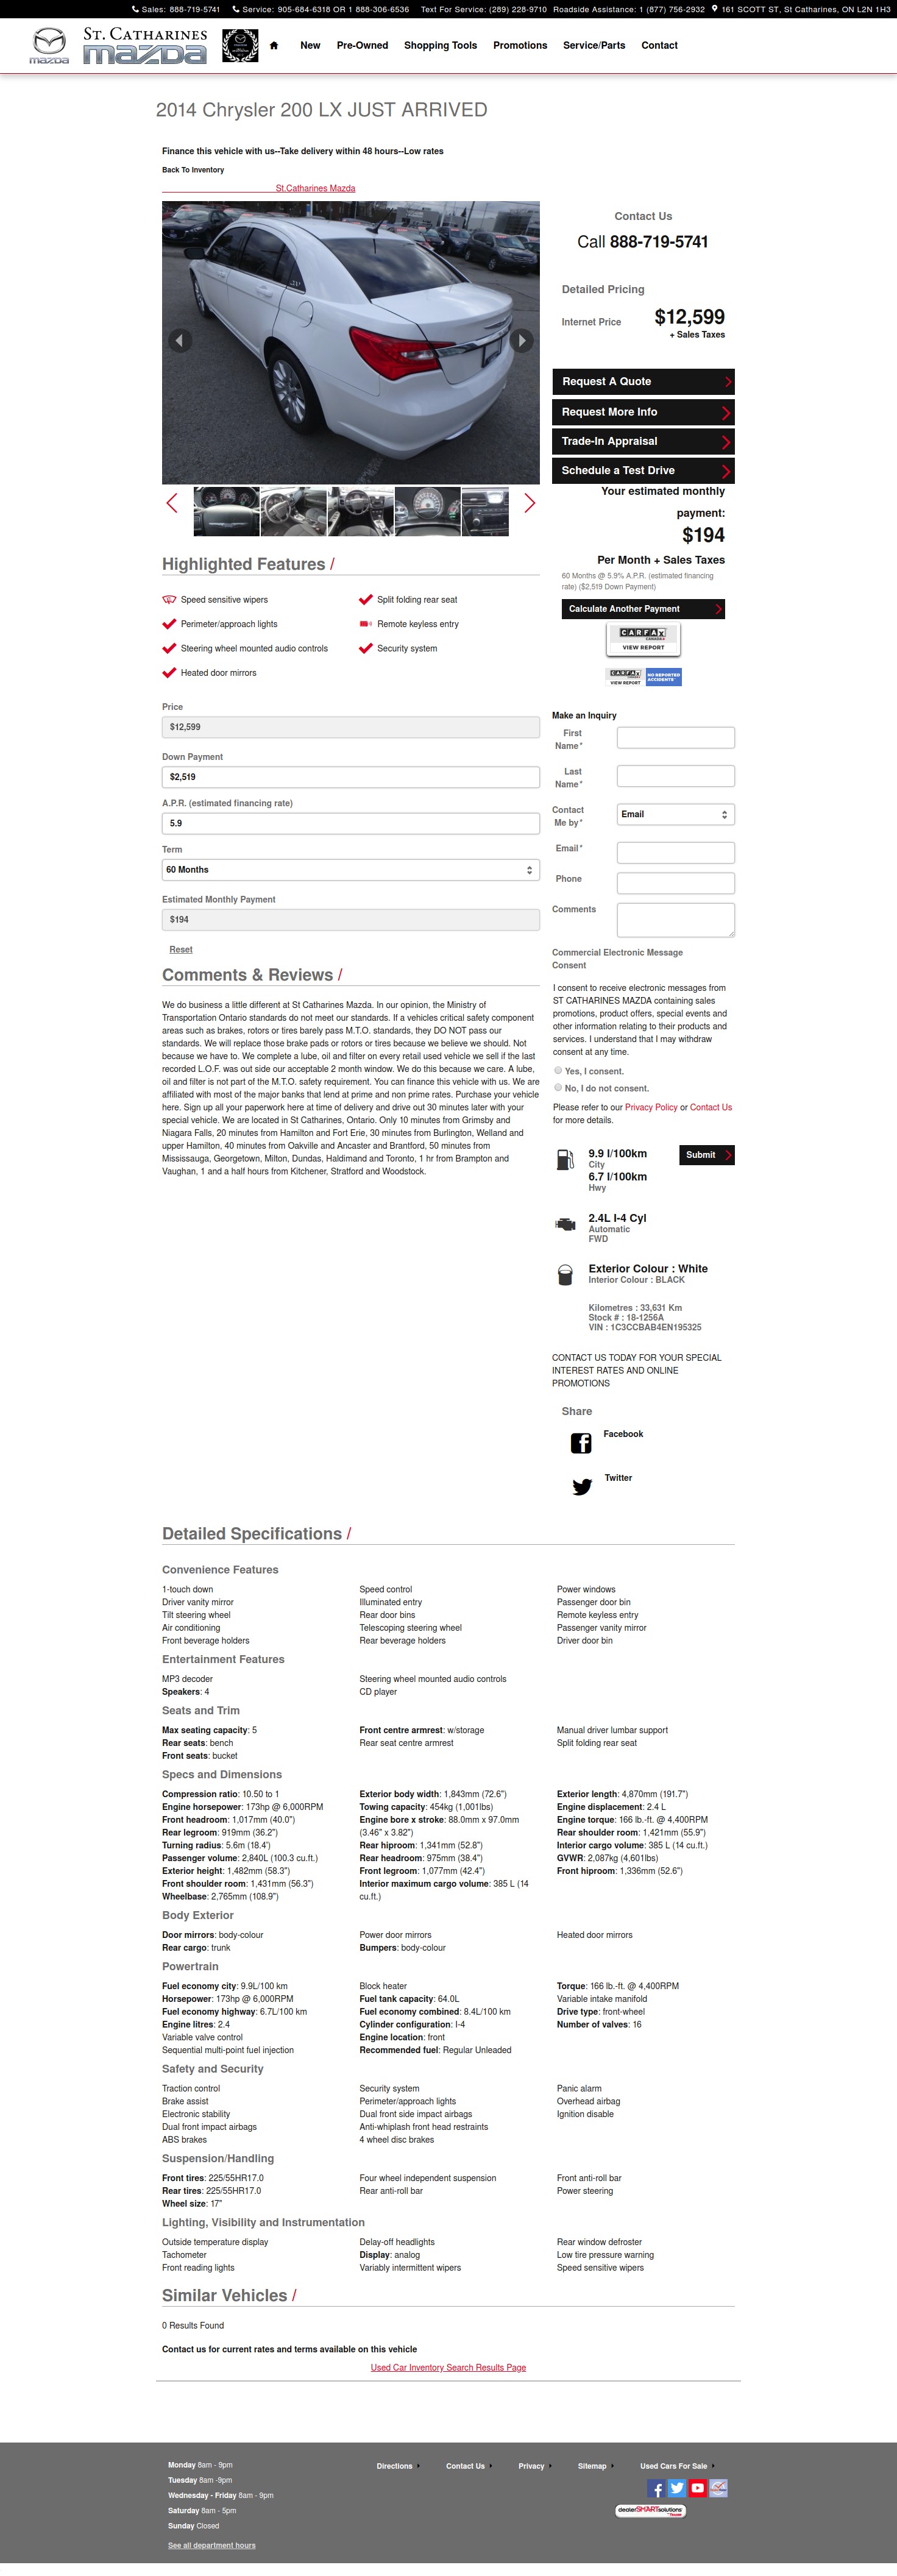 Sales: 888-719-5741 Service: 905-684-6318 OR 1 888-306-6536 Text For Service: (289) 228-9710 Roadside Assistance: 1 (877) 756-2932 161 SCOTT ST, St Catharines, ON L2N 1H3
ST. CATHARINES
mazda
mazda
New Pre-Owned Shopping Tools Promotions Service/Parts Contact
2014 Chrysler 200 LX JUST ARRIVED
Finance this vehicle with us--Take delivery within 48 hours--Low rates
Back To Inventory
St.Catharines Mazda
Contact Us
Call 888-719-5741
Detailed Pricing
Internet Price $12,599
+ Sales Taxes
Request A Quote
Request More Info
Trade-In Appraisal
Schedule a Test Drive
Your estimated monthly
payment:
$194
Per Month + Sales Taxes
60 Months @ 5.9% A.P.R. (estimated financing
rate) ($2,519 Down Payment)
Calculate Another Payment
CARFAX
CANADA
VIEW REPORT
CARFAX
VIEW REPORT
NO REPORTED
ACCIDENTS
Highlighted Features /
Speed sensitive wipers Split folding rear seat
Perimeter/approach lights Remote keyless entry
Steering wheel mounted audio controls Security system
Heated door mirrors
Price
$12,599
Down Payment
$2,519
A.P.R. (estimated financing rate)
5.9
Term
60 Months
Estimated Monthly Payment
$194
Reset
Make an Inquiry
First
Name*
Last
Name*
Contact
Me by*
Email
Email*
Phone
Comments
Commercial Electronic Message
Consent
I consent to receive electronic messages from
ST CATHARINES MAZDA containing sales
promotions, product offers, special events and
other information relating to their products and
services. I understand that I may withdraw
consent at any time.
Yes, I consent.
No, I do not consent.
Please refer to our Privacy Policy or Contact Us
for more details.
Submit
Comments & Reviews /
We do business a little different at St Catharines Mazda. In our opinion, the Ministry of
Transportation Ontario standards do not meet our standards. If a vehicles critical safety component
areas such as brakes, rotors or tires barely pass M.T.O. standards, they DO NOT pass our
standards. We will replace those brake pads or rotors or tires because we believe we should. Not
because we have to. We complete a lube, oil and filter on every retail used vehicle we sell if the last
recorded L.O.F. was out side our acceptable 2 month window. We do this because we care. A lube,
oil and filter is not part of the M.T.O. safety requirement. You can finance this vehicle with us. We are
affiliated with most of the major banks that lend at prime and non prime rates. Purchase your vehicle
here. Sign up all your paperwork here at time of delivery and drive out 30 minutes later with your
special vehicle. We are located in St Catharines, Ontario. Only 10 minutes from Grimsby and
Niagara Falls, 20 minutes from Hamilton and Fort Erie, 30 minutes from Burlington, Welland and
upper Hamilton, 40 minutes from Oakville and Ancaster and Brantford, 50 minutes from
Mississauga, Georgetown, Milton, Dundas, Haldimand and Toronto, 1 hr from Brampton and
Vaughan, 1 and a half hours from Kitchener, Stratford and Woodstock.
9.9 l/100km
City
6.7 l/100km
Hwy
2.4L I-4 Cyl
Automatic
FWD
Exterior Colour : White
Interior Colour : BLACK
Kilometres : 33,631 Km
Stock # : 18-1256A
VIN : 1C3CCBAB4EN195325
CONTACT US TODAY FOR YOUR SPECIAL
INTEREST RATES AND ONLINE
PROMOTIONS
Share
Facebook
Twitter
Detailed Specifications /
Convenience Features
1-touch down Speed control Power windows
Driver vanity mirror Illuminated entry Passenger door bin
Tilt steering wheel Rear door bins Remote keyless entry
Air conditioning Telescoping steering wheel Passenger vanity mirror
Front beverage holders Rear beverage holders Driver door bin
Entertainment Features
MP3 decoder Steering wheel mounted audio controls
Speakers: 4 CD player
Seats and Trim
Max seating capacity: 5 Front centre armrest: w/storage Manual driver lumbar support
Rear seats: bench Rear seat centre armrest Split folding rear seat
Front seats: bucket
Specs and Dimensions
Compression ratio: 10.50 to 1 Exterior body width: 1,843mm (72.6") Exterior length: 4,870mm (191.7")
Engine horsepower: 173hp @ 6,000RPM Towing capacity: 454kg (1,001lbs) Engine displacement: 2.4 L
Front headroom: 1,017mm (40.0") Engine bore x stroke: 88.0mm x 97.0mm Engine torque: 166 lb.-ft. @ 4,400RPM
Rear legroom: 919mm (36.2") (3.46" x 3.82") Rear shoulder room: 1,421mm (55.9")
Turning radius: 5.6m (18.4') Rear hiproom: 1,341mm (52.8") Interior cargo volume: 385 L (14 cu.ft.)
Passenger volume: 2,840L (100.3 cu.ft.) Rear headroom: 975mm (38.4") GVWR: 2,087kg (4,601lbs)
Exterior height: 1,482mm (58.3") Front legroom: 1,077mm (42.4") Front hiproom: 1,336mm (52.6")
Front shoulder room: 1,431mm (56.3") Interior maximum cargo volume: 385 L (14
Wheelbase: 2,765mm (108.9") cu.ft.)
Body Exterior
Door mirrors: body-colour Power door mirrors Heated door mirrors
Rear cargo: trunk Bumpers: body-colour
Powertrain
Fuel economy city: 9.9L/100 km Block heater Torque: 166 lb.-ft. @ 4,400RPM
Horsepower: 173hp @ 6,000RPM Fuel tank capacity: 64.0L Variable intake manifold
Fuel economy highway: 6.7L/100 km Fuel economy combined: 8.4L/100 km Drive type: front-wheel
Engine litres: 2.4 Cylinder configuration: I-4 Number of valves: 16
Variable valve control Engine location: front
Sequential multi-point fuel injection Recommended fuel: Regular Unleaded
Safety and Security
Traction control Security system Panic alarm
Brake assist Perimeter/approach lights Overhead airbag
Electronic stability Dual front side impact airbags Ignition disable
Dual front impact airbags Anti-whiplash front head restraints
ABS brakes 4 wheel disc brakes
Suspension/Handling
Front tires: 225/55HR17.0 Four wheel independent suspension Front anti-roll bar
Rear tires: 225/55HR17.0 Rear anti-roll bar Power steering
Wheel size: 17"
Lighting, Visibility and Instrumentation
Outside temperature display Delay-off headlights Rear window defroster
Tachometer Display: analog Low tire pressure warning
Front reading lights Variably intermittent wipers Speed sensitive wipers
Similar Vehicles /
0 Results Found
Contact us for current rates and terms available on this vehicle
Used Car Inventory Search Results Page
Monday 8am - 9pm
Tuesday 8am -9pm
Wednesday - Friday 8am - 9pm
Saturday 8am - 5pm
Sunday Closed
See all department hours
Directions Contact Us Privacy Sitemap Used Cars For Sale
dealerSMARTsolutions